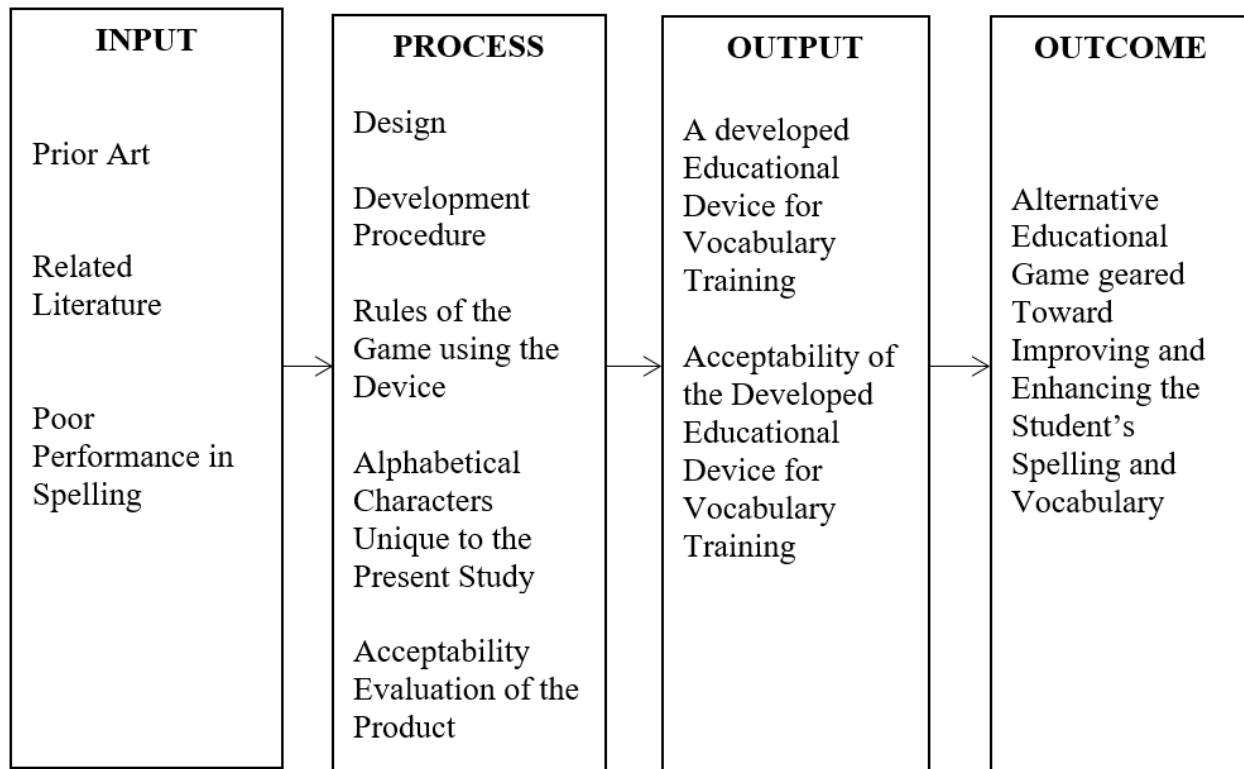 INPUT
Prior Art
Related
Literature
Poor
Performance in
Spelling
PROCESS
Design
Development
Procedure
Rules of the
Game using the
Device
Alphabetical
Characters
Unique to the
Present Study
Acceptability
Evaluation of the
Product
OUTPUT
A developed
Educational
Device for
Vocabulary
Training
Acceptability of
the Developed
Educational
Device for
Vocabulary
Training
OUTCOME
Alternative
Educational
Game geared
Toward
Improving and
Enhancing the
Student’s
Spelling and
Vocabulary